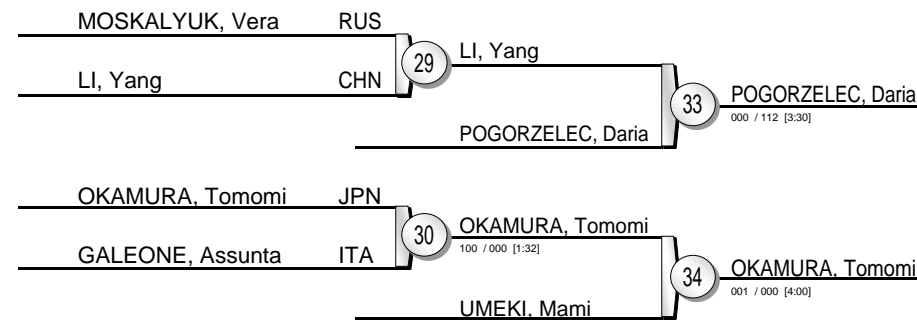 MOSKALYUK, Vera RUS
LI, Yang CHN
29
LI, Yang
POGORZELEC, Daria
33
POGORZELEC, Daria
000 / 112 [3:30]
OKAMURA, Tomomi JPN
GALEONE, Assunta ITA
30
OKAMURA, Tomomi
100 / 000 [1:32]
UMEKI, Mami
34
OKAMURA, Tomomi
001 / 000 [4:00]